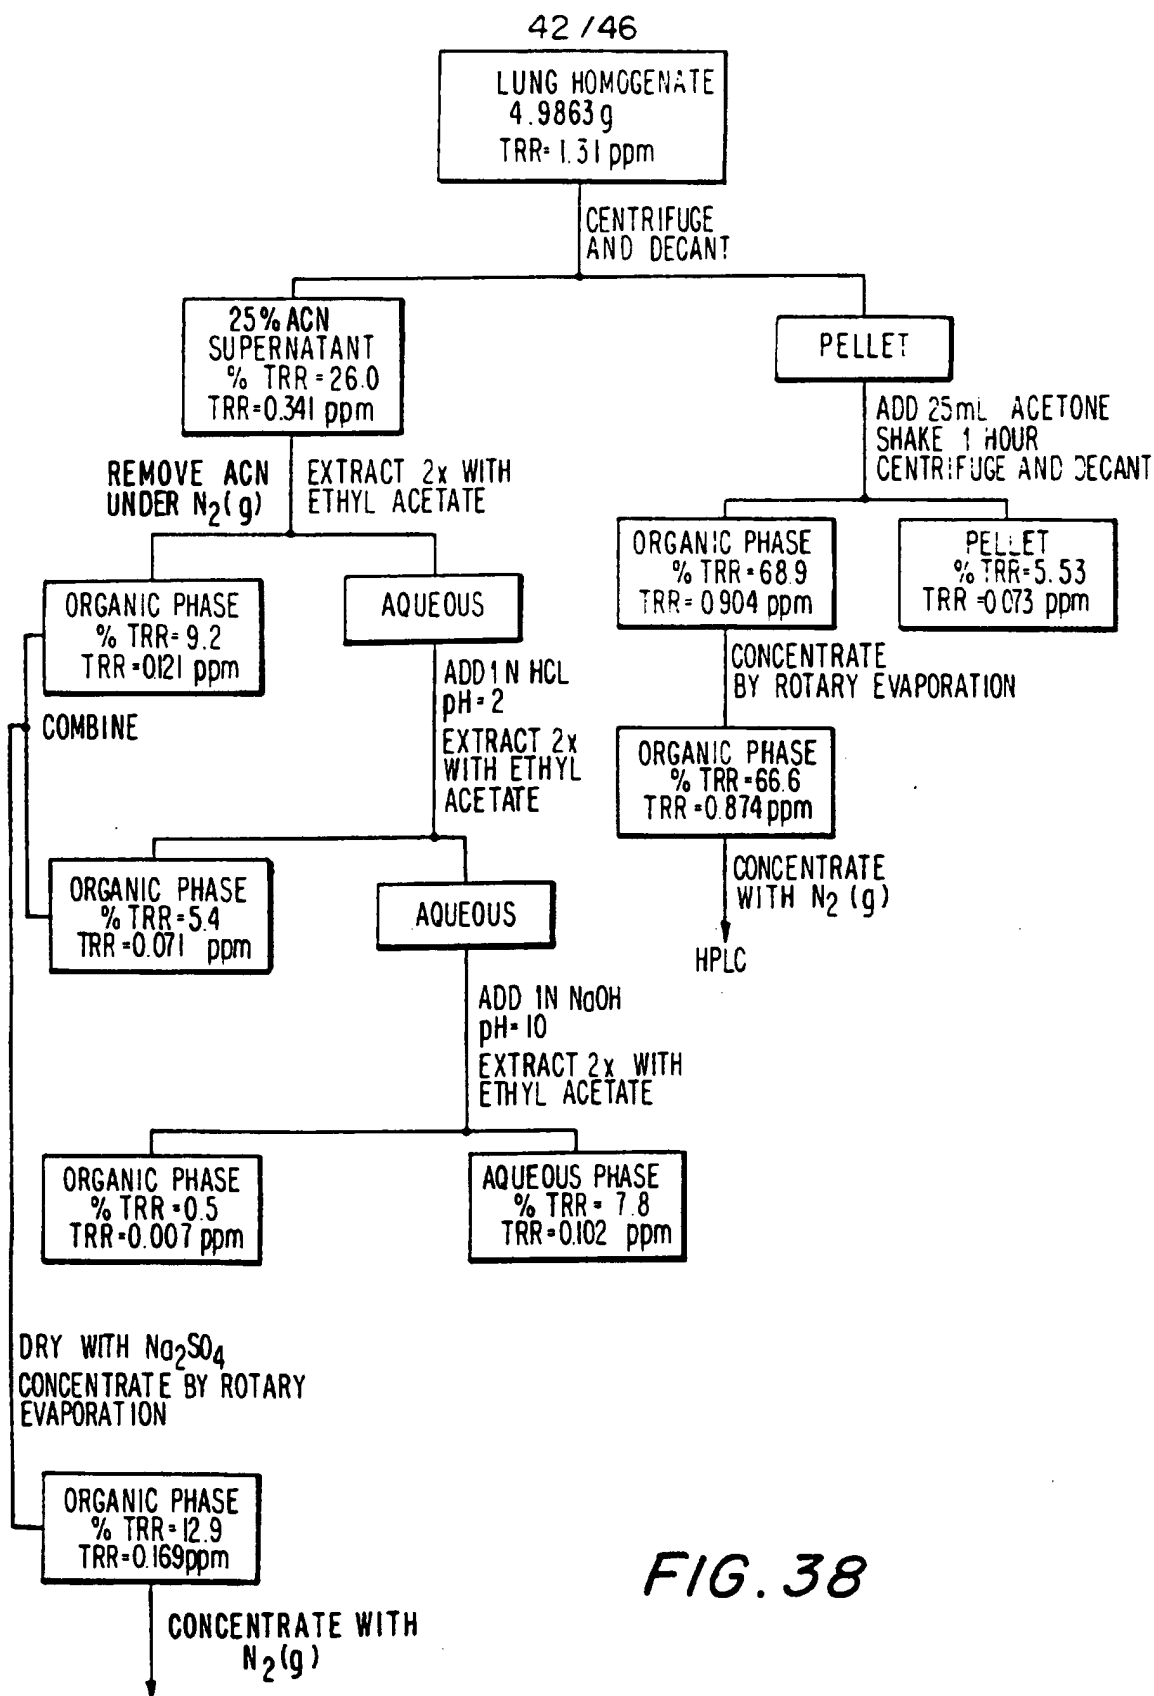 42/46
LUNG HOMOGENATE
4.9863g
TRR=1.31 ppm
CENTRIFUGE
AND DECANT
25% ACN
SUPERNATANT
% TRR=26.0
TRR=0.341 ppm
PELLET
REMOVE ACN
UNDER N2(g)
EXTRACT 2x WITH
ETHYL ACETATE
ADD 25mL ACETONE
SHAKE 1 HOUR
CENTRIFUGE AND DECANT
ORGANIC PHASE
% TRR=9.2
TRR=0.121 ppm
AQUEOUS
ORGANIC PHASE
% TRR=68.9
TRR=0.904 ppm
PELLET
% TRR=5.53
TRR=0.073 ppm
COMBINE
ADD 1N HCL
pH=2
EXTRACT 2x
WITH ETHYL
ACETATE
CONCENTRATE
BY ROTARY EVAPORATION
ORGANIC PHASE
% TRR=66.6
TRR=0.874 ppm
ORGANIC PHASE
% TRR=5.4
TRR=0.071 ppm
AQUEOUS
CONCENTRATE
WITH N2 (g)
HPLC
ADD 1N NaOH
pH=10
EXTRACT 2x WITH
ETHYL ACETATE
ORGANIC PHASE
% TRR=0.5
TRR=0.007 ppm
AQUEOUS PHASE
% TRR= 7.8
TRR=0.102 ppm
DRY WITH Na2SO4
CONCENTRATE BY ROTARY
EVAPORATION
ORGANIC PHASE
% TRR=12.9
TRR=0.169ppm
CONCENTRATE WITH
N2(g)
FIG. 38